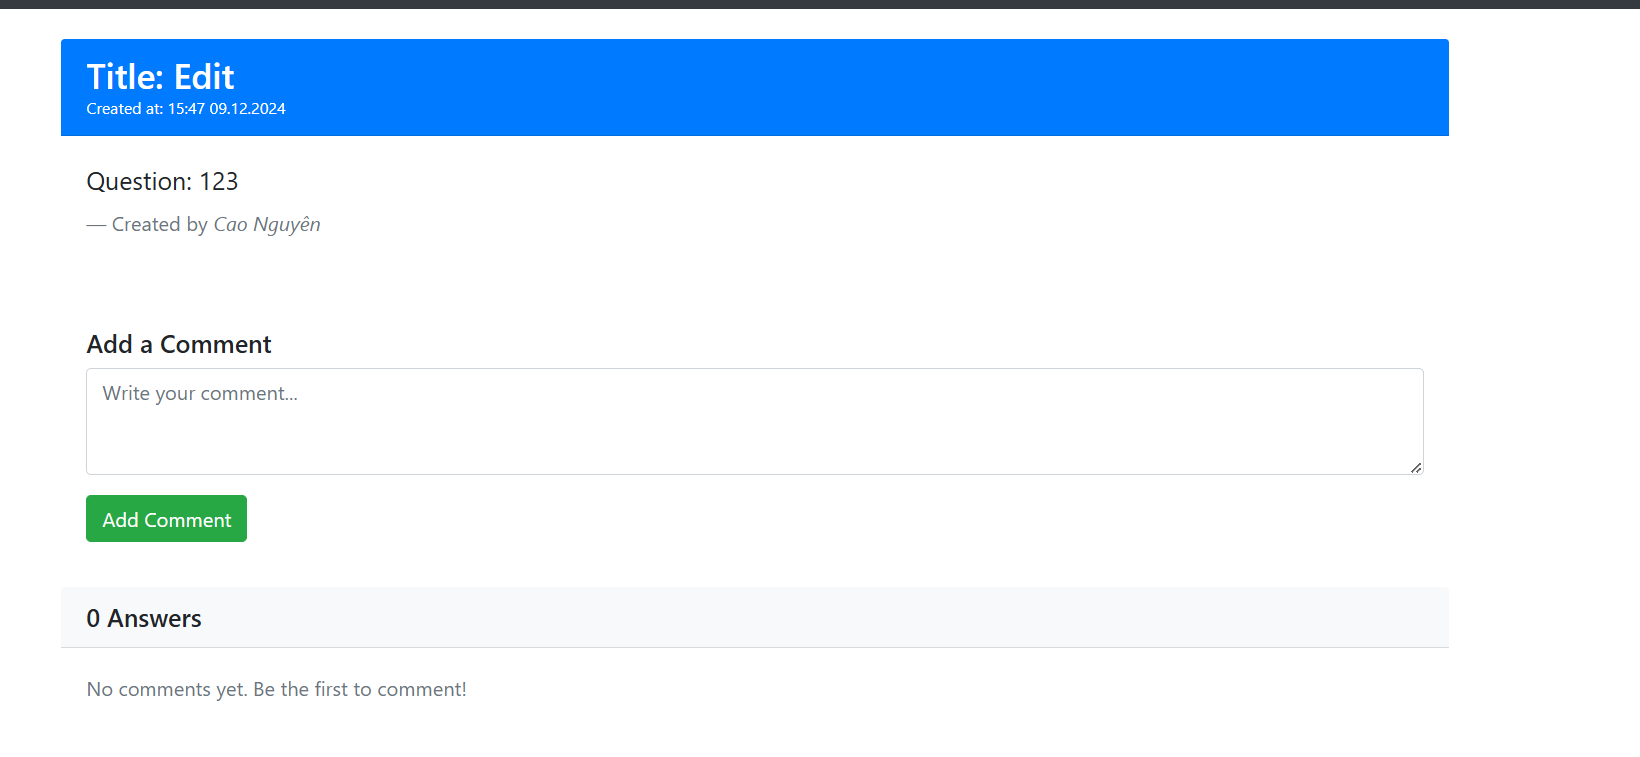 Title: Edit
Created at: 15:47 09.12.2024
Question: 123
— Created by Cao Nguyên
Add a Comment
Write your comment...
Add Comment
0 Answers
No comments yet. Be the first to comment!